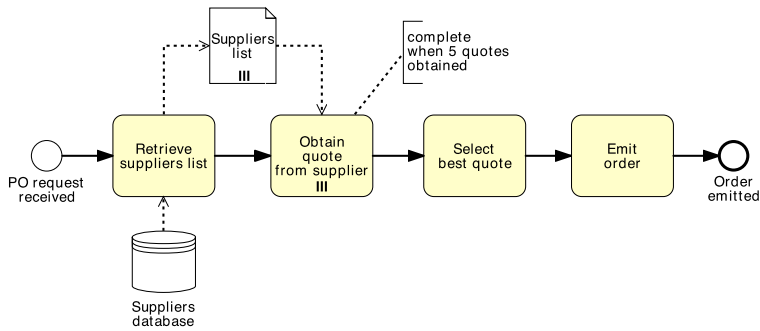 Suppliers
list
complete
when 5 quotes
obtained
Retrieve
suppliers list
Obtain
quote
from supplier
Select
best quote
Emit
order
PO request
received
Order
emitted
Suppliers
database